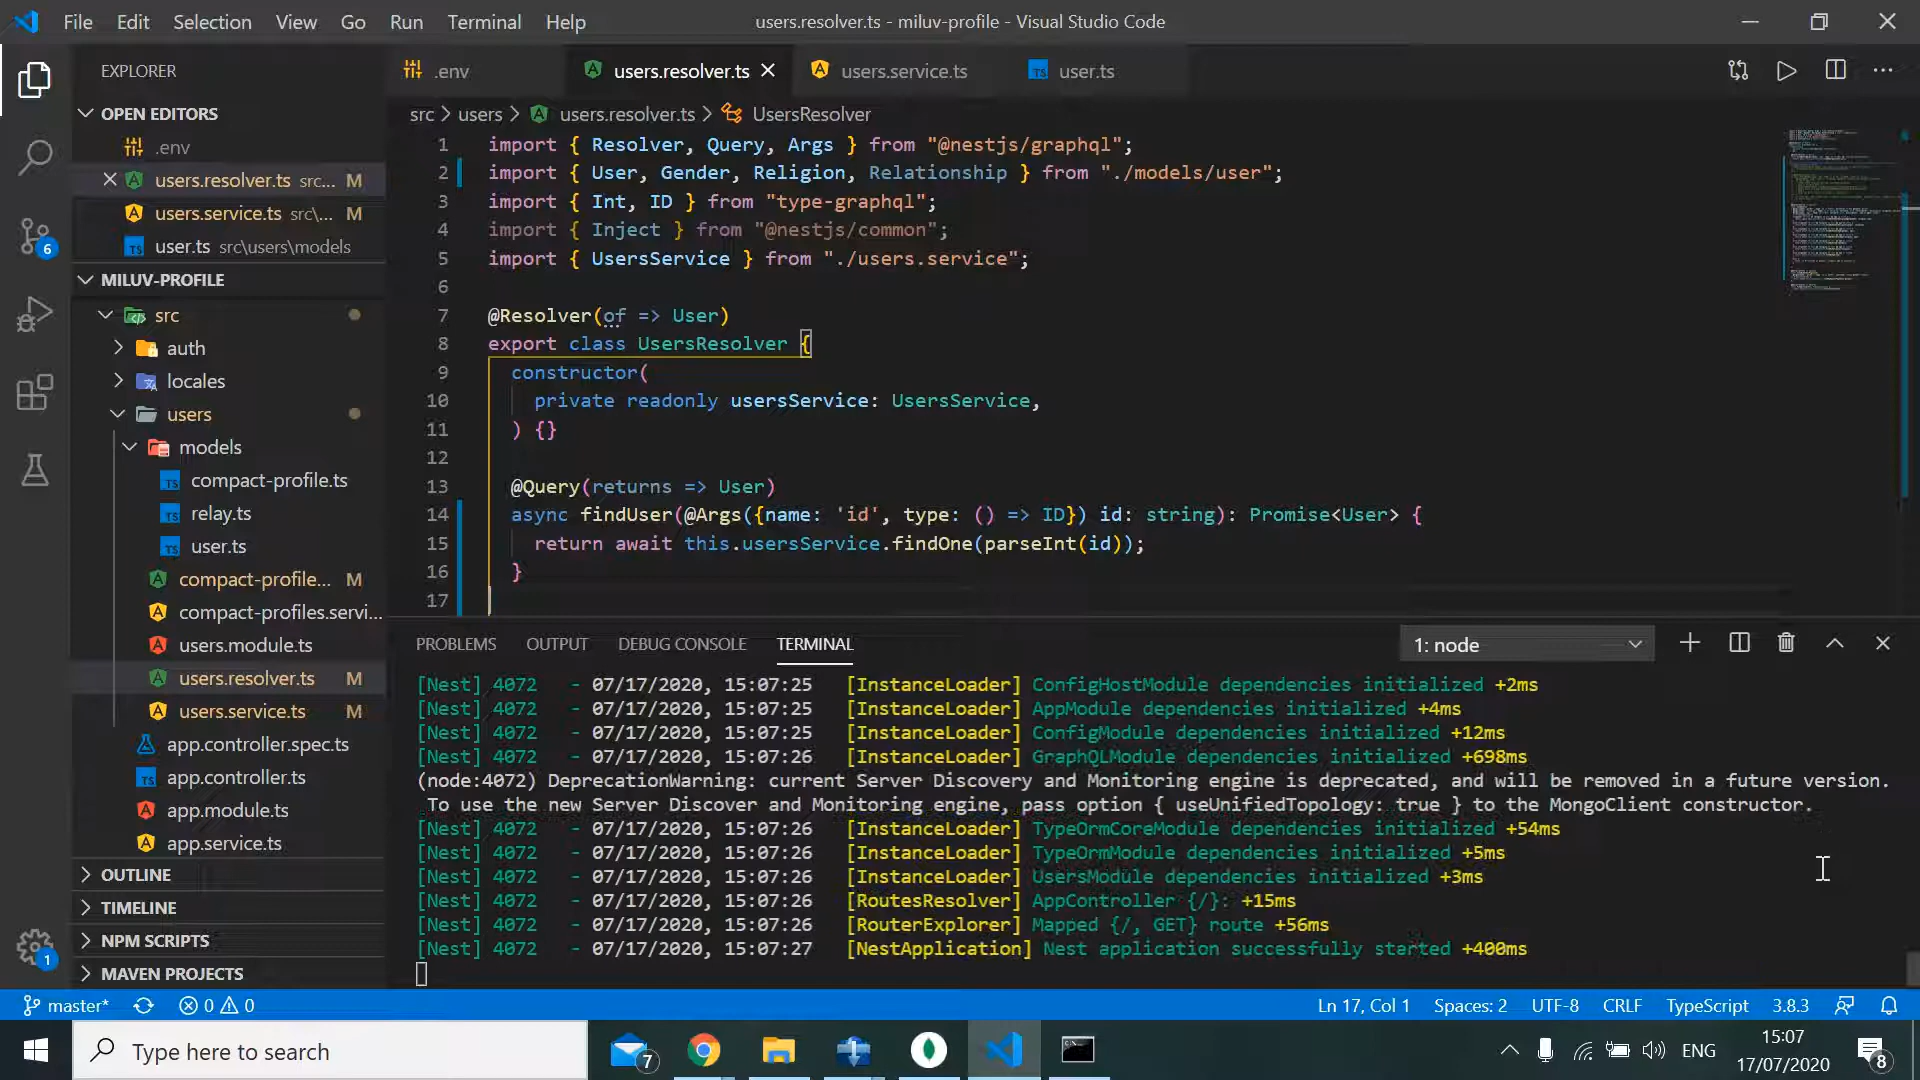 File Edit Selection View Go Run Terminal Help
users.resolver.ts - miluv-profile - Visual Studio Code
EXPLORER
OPEN EDITORS
.env
users.resolver.ts src... M
users.service.ts src\... M
user.ts src\users\models
MILUV-PROFILE
src
auth
locales
users
models
compact-profile.ts
relay.ts
user.ts
compact-profile... M
compact-profiles.servi...
users.module.ts
users.resolver.ts M
users.service.ts M
app.controller.spec.ts
app.controller.ts
app.module.ts
app.service.ts
OUTLINE
TIMELINE
NPM SCRIPTS
MAVEN PROJECTS
6
1
.env users.resolver.ts users.service.ts user.ts
src > users > users.resolver.ts > UsersResolver
1 import { Resolver, Query, Args } from "@nestjs/graphql";
2 import { User, Gender, Religion, Relationship } from "./models/user";
3 import { Int, ID } from "type-graphql";
4 import { Inject } from "@nestjs/common";
5 import { UsersService } from "./users.service";
6
7 @Resolver(of => User)
8 export class UsersResolver {
9 constructor(
10 private readonly usersService: UsersService,
11 ) {}
12
13 @Query(returns => User)
14 async findUser(@Args({name: 'id', type: () => ID}) id: string): Promise<User> {
15 return await this.usersService.findOne(parseInt(id));
16 }
17
PROBLEMS OUTPUT DEBUG CONSOLE TERMINAL 1: node
[Nest] 4072 - 07/17/2020, 15:07:25 [InstanceLoader] ConfigHostModule dependencies initialized +2ms
[Nest] 4072 - 07/17/2020, 15:07:25 [InstanceLoader] AppModule dependencies initialized +4ms
[Nest] 4072 - 07/17/2020, 15:07:25 [InstanceLoader] ConfigModule dependencies initialized +12ms
[Nest] 4072 - 07/17/2020, 15:07:26 [InstanceLoader] GraphQLModule dependencies initialized +698ms
(node:4072) DeprecationWarning: current Server Discovery and Monitoring engine is deprecated, and will be removed in a future version.
To use the new Server Discover and Monitoring engine, pass option { useUnifiedTopology: true } to the MongoClient constructor.
[Nest] 4072 - 07/17/2020, 15:07:26 [InstanceLoader] TypeOrmCoreModule dependencies initialized +54ms
[Nest] 4072 - 07/17/2020, 15:07:26 [InstanceLoader] TypeOrmModule dependencies initialized +5ms
[Nest] 4072 - 07/17/2020, 15:07:26 [InstanceLoader] UsersModule dependencies initialized +3ms
[Nest] 4072 - 07/17/2020, 15:07:26 [RoutesResolver] AppController {/}: +15ms
[Nest] 4072 - 07/17/2020, 15:07:26 [RouterExplorer] Mapped {/, GET} route +56ms
[Nest] 4072 - 07/17/2020, 15:07:27 [NestApplication] Nest application successfully started +400ms
master* 0 0 Ln 17, Col 1 Spaces: 2 UTF-8 CRLF TypeScript 3.8.3
Type here to search
7
ENG
15:07
17/07/2020
8